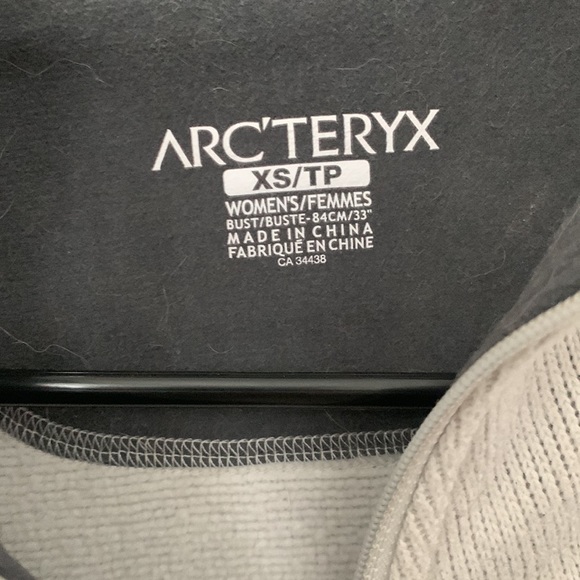 ARC'TERYX
XS/TP
WOMEN'S/FEMMES
BUST/BUSTE-84CM/33"
MADE IN CHINA
FABRIQUÉ EN CHINE
CA 34438